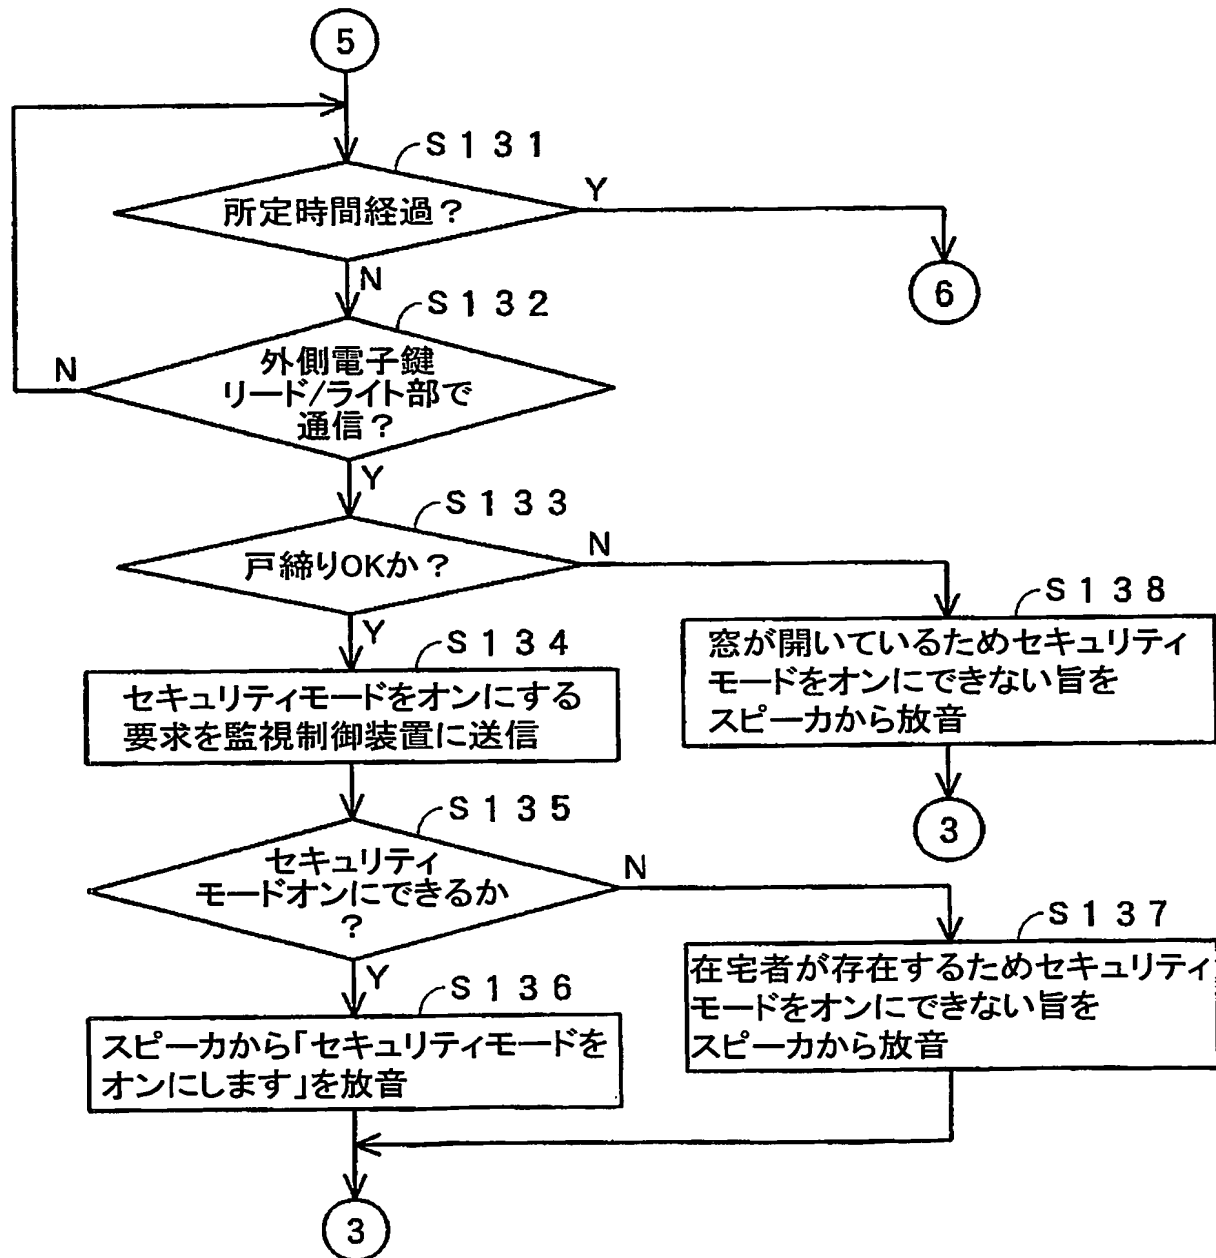 5
S131
所定時間経過?
Y
N
6
S132
外側電子鍵
リード/ライト部で
通信?
N
Y
S133
戸締りOKか?
N
Y
S138
窓が開いているためセキュリティ
モードをオンにできない旨を
スピーカから放音
3
S134
セキュリティモードをオンにする
要求を監視制御装置に送信
S135
セキュリティ
モードオンにできるか
?
N
Y
S137
在宅者が存在するためセキュリティ
モードをオンにできない旨を
スピーカから放音
S136
スピーカから「セキュリティモードを
オンにします」を放音
3